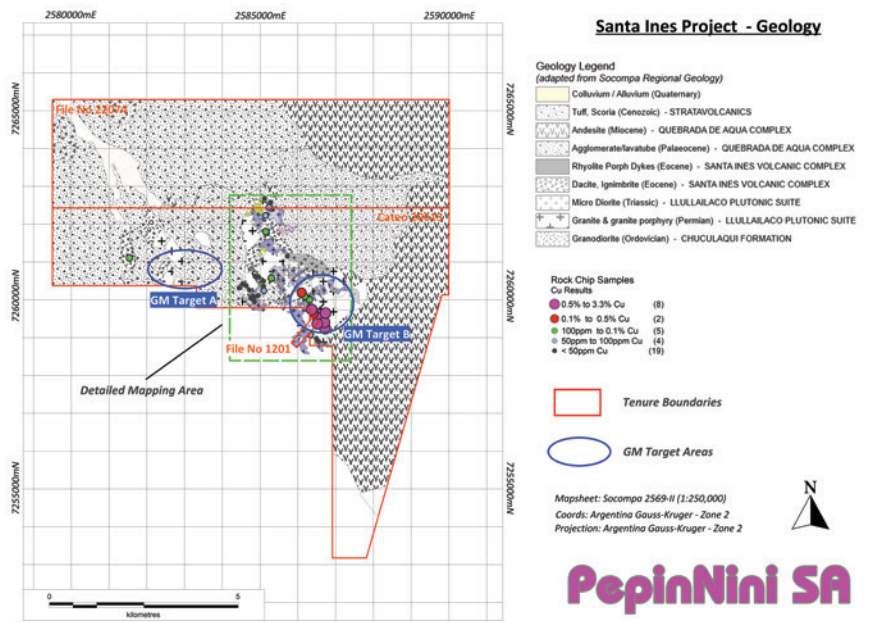 2580000mE
2585000mE
2590000mE
Santa Ines Project - Geology
7265000mN
7265000mN
File No 22074
Cateo 20623
GM Target A
7260000mN
7260000mN
GM Target B
File No 1201
Detailed Mapping Area
7255000mN
7255000mN
0
5
kilometres
Geology Legend
(adapted from Socompa Regional Geology)
Colluvium / Alluvium (Quaternary)
Tuff, Scoria (Cenozoic) - STRATAVOLCANICS
Andesite (Miocene) - QUEBRADA DE AQUA COMPLEX
Agglomerate/lavatube (Palaeocene) - QUEBRADA DE AQUA COMPLEX
Rhyolite Porph Dykes (Eocene) - SANTA INES VOLCANIC COMPLEX
Dacite, Ignimbrite (Eocene) - SANTA INES VOLCANIC COMPLEX
Micro Diorite (Triassic) - LLULLAILACO PLUTONIC SUITE
Granite & granite porphyry (Permian) - LLULLAILACO PLUTONIC SUITE
Granodiorite (Ordovician) - CHUCULAQUI FORMATION
Rock Chip Samples
Cu Results
0.5% to 3.3% Cu (8)
0.1% to 0.5% Cu (2)
100ppm to 0.1% Cu (5)
50ppm to 100ppm Cu (4)
< 50ppm Cu (19)
Tenure Boundaries
GM Target Areas
Mapsheet: Socompa 2569-II (1:250,000)
Coords: Argentina Gauss-Kruger - Zone 2
Projection: Argentina Gauss-Kruger - Zone 2
N
PepinNini SA